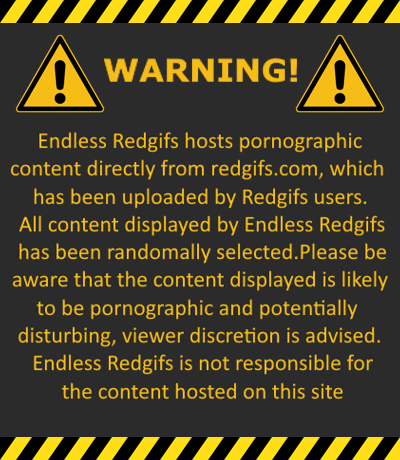 WARNING!
Endless Redgifs hosts pornographic
content directly from redgifs.com, which
has been uploaded by Redgifs users.
All content displayed by Endless Redgifs
has been randomally selected.Please be
aware that the content displayed is likely
to be pornographic and potentially
disturbing, viewer discretion is advised.
Endless Redgifs is not responsible for
the content hosted on this site